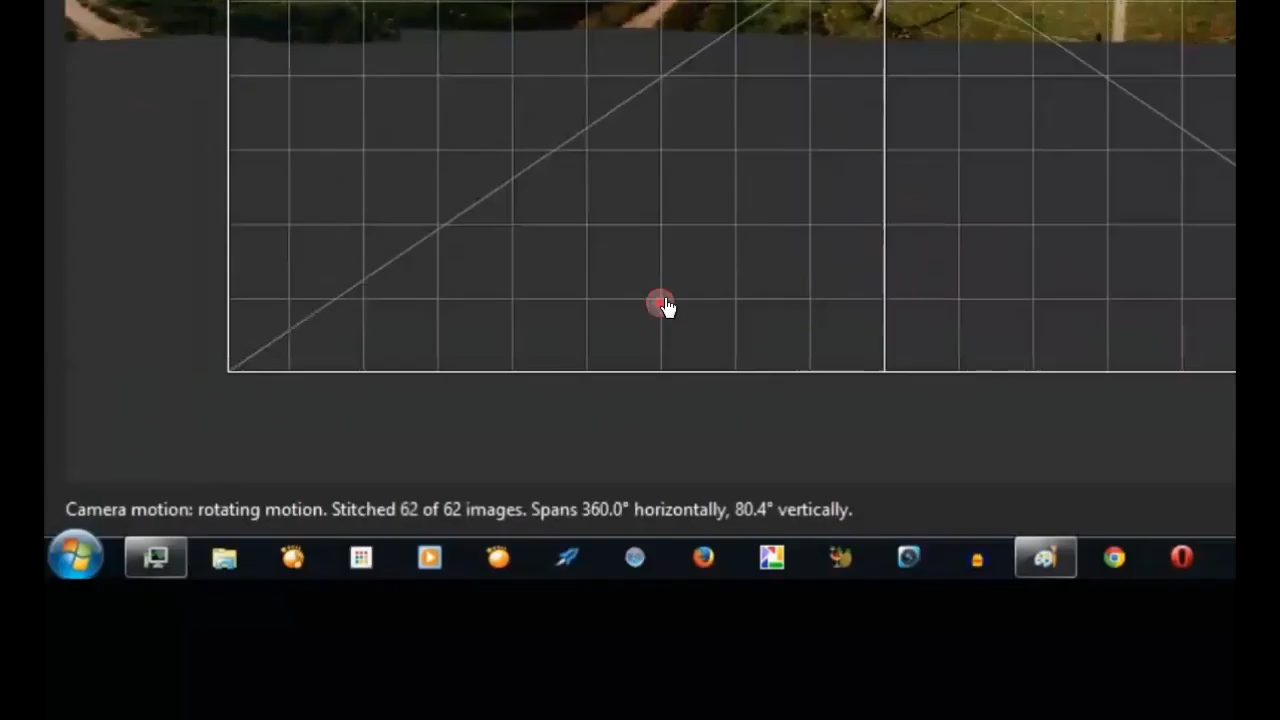 Camera motion: rotating motion. Stitched 62 of 62 images. Spans 360.0° horizontally, 80.4° vertically.